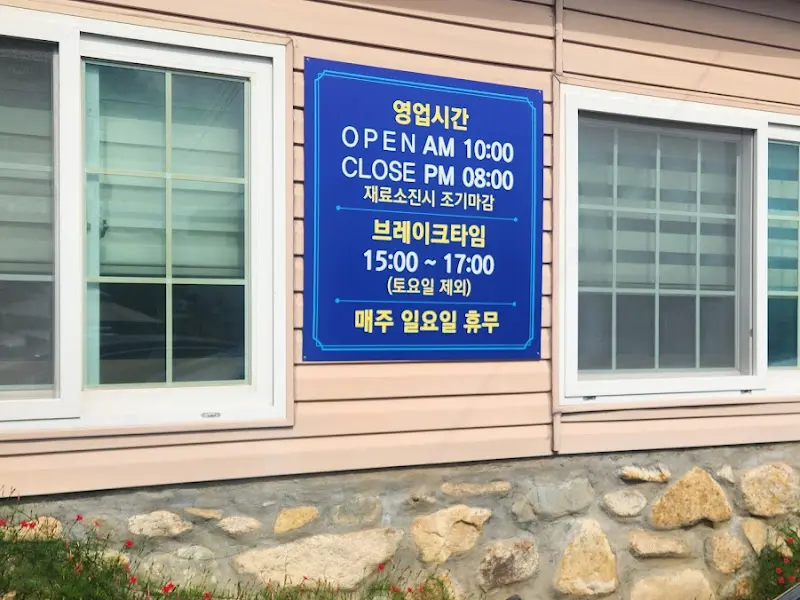 영업시간
OPEN AM 10:00
CLOSE PM 08:00
재료소진시 조기마감
브레이크타임
15:00 ~ 17:00
(토요일 제외)
매주 일요일 휴무